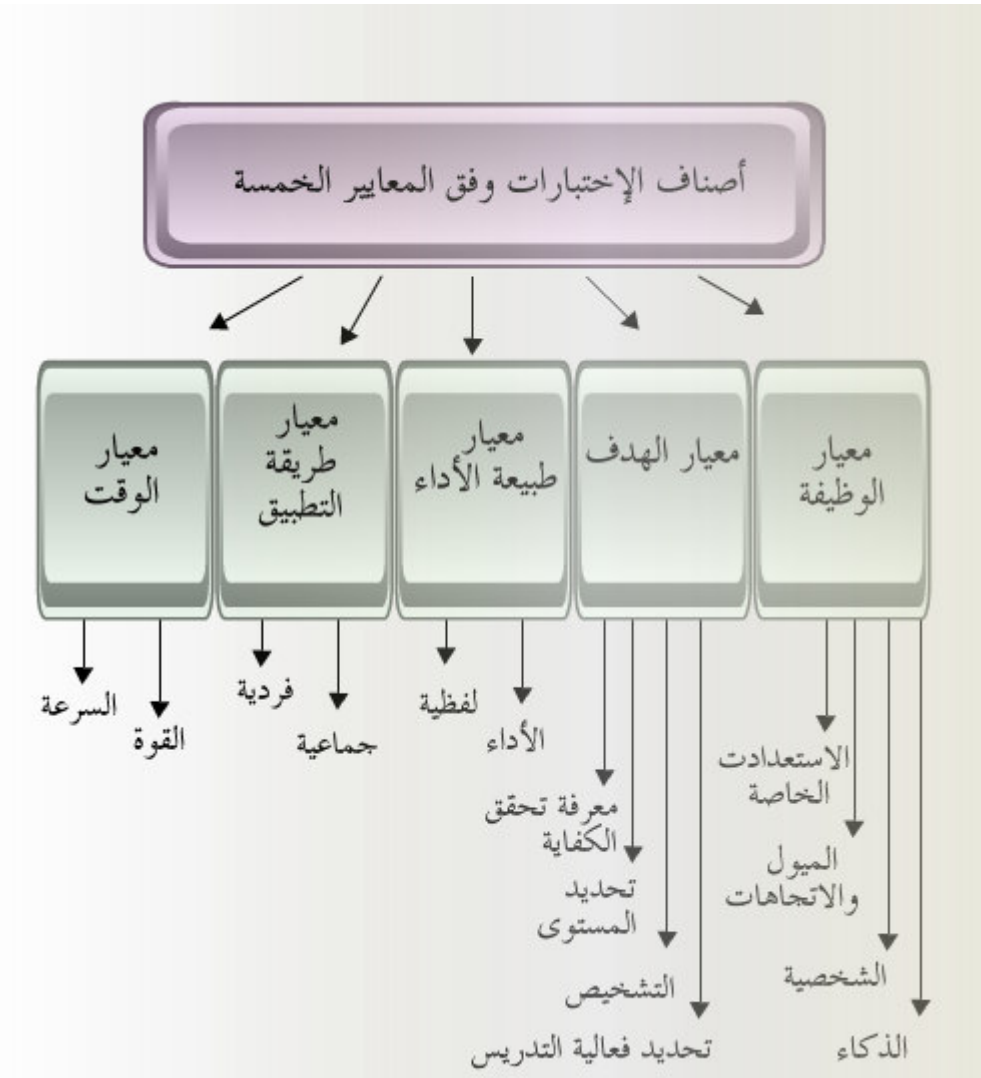 أصناف الإختبارات وفق المعايير الخمسة
معيار
الوظيفة
معيار الهدف
معيار
طبيعة الأداء
معيار
طريقة
التطبيق
معيار
الوقت
الاستعدادت
الخاصة
الميول
والاتجاهات
الشخصية
الذكاء
معرفة تحقق
الكفاية
تحديد
المستوى
التشخيص
تحديد فعالية التدريس
لفظية
الأداء
فردية
جماعية
السرعة
القوة